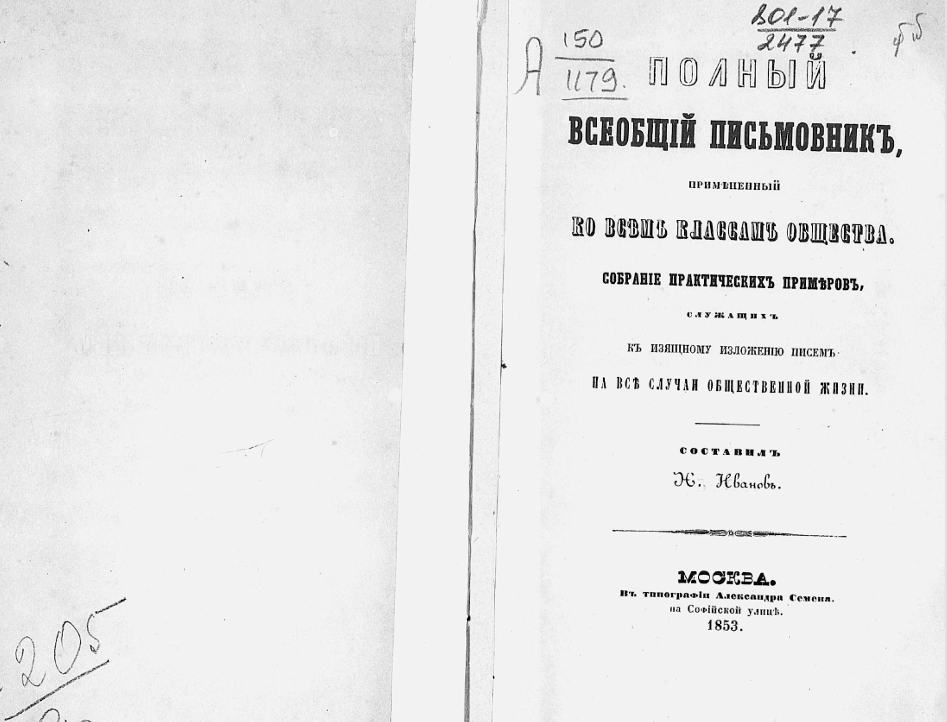 801-17
2477
150
А 1179.
ПОЛНЫЙ
ВСЕОБЩІЙ ПИСЬМОВНИКЪ,
ПРИМѢНЕННЫЙ
КО ВСѢМЪ КЛАССАМЪ ОБЩЕСТВА.
СОБРАНІЕ ПРАКТИЧЕСКИХЪ ПРИМѢРОВЪ,
СЛУЖАЩИХЪ
КЪ ИЗЯЩНОМУ ИЗЛОЖЕНІЮ ПИСЕМЪ
НА ВСѢ СЛУЧАИ ОБЩЕСТВЕННОЙ ЖИЗНИ.
СОСТАВИЛЪ
Н. Ивановъ.
МОСКВА.
Въ типографіи Александра Семена.
на Софійской улицѣ.
1853.
205